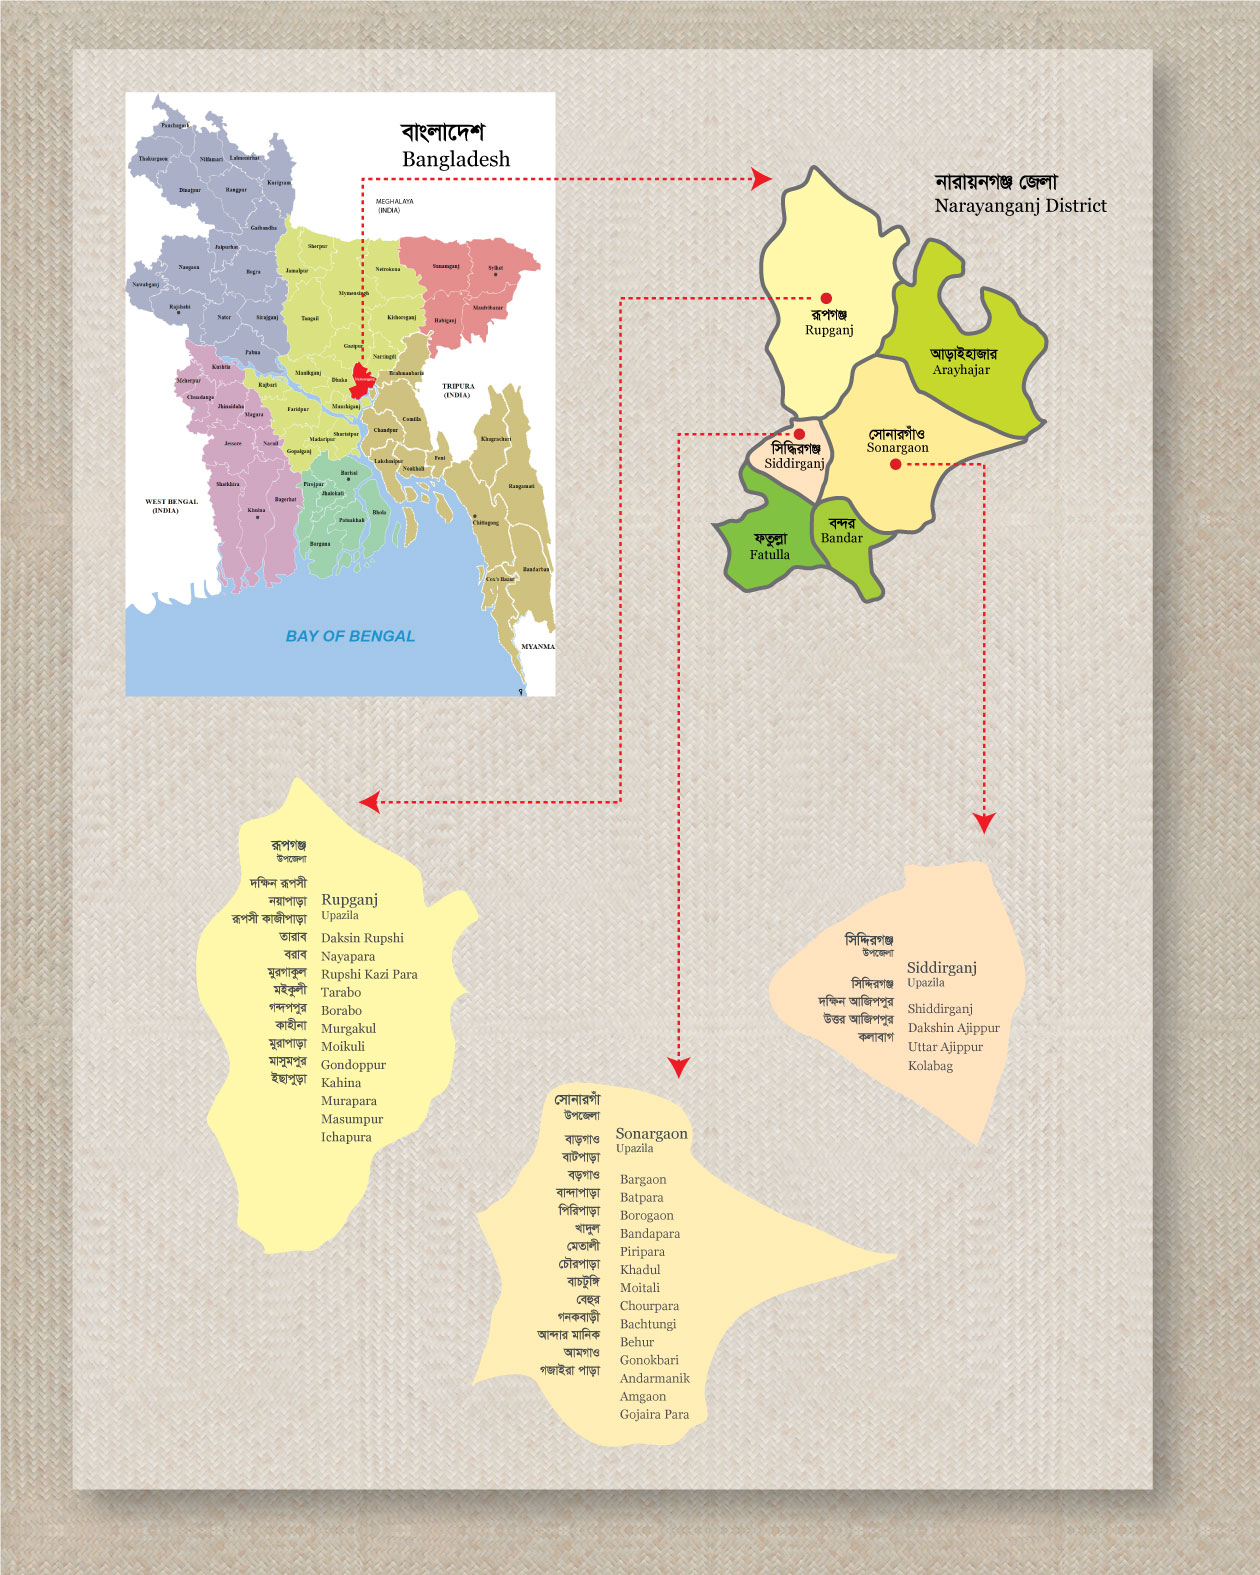 বাংলাদেশ
Bangladesh
Panchagarh
Thakurgaon
Nilfamari
Lalmonirhat
Dinajpur
Rangpur
Kurigram
Gaibandha
Jaipurhat
Naogaon
Bogra
Nawabganj
Rajshahi
Nator
Sirajganj
Pabna
MEGHALAYA
(INDIA)
Sherpur
Jamalpur
Netrokona
Mymensingh
Tangail
Kishoreganj
Gazipur
Narsingdi
Manikganj
Dhaka
Munshiganj
Rajbari
Faridpur
Madaripur
Shariatpur
Gopalganj
Sunamganj
Sylhet
Habiganj
Maulvibazar
Brahmanbaria
TRIPURA
(INDIA)
Comilla
Chandpur
Lakshmipur
Noakhali
Feni
Khagrachari
Rangamati
Chittagong
Bandarban
Cox's Bazar
Kushtia
Meherpur
Chuadanga
Jhinaidaha
Magura
Jessore
Narail
Shatkhira
Khulna
Bagerhat
Pirojpur
Barisal
Jhalokati
Patuakhali
Bhola
Borguna
WEST BENGAL
(INDIA)
BAY OF BENGAL
MYANMA
নারায়নগঞ্জ জেলা
Narayanganj District
রূপগঞ্জ
Rupganj
আড়াইহাজার
Arayhajar
সোনারগাঁও
Sonargaon
সিদ্ধিরগঞ্জ
Siddirganj
বন্দর
Bandar
ফতুল্লা
Fatulla
রূপগঞ্জ
উপজেলা
দক্ষিন রূপসী
নয়াপাড়া
রূপসী কাজীপাড়া
তারাব
বরাব
মুরগাকুল
মইকুলী
গন্দপপুর
কাহীনা
মুরাপাড়া
মাসুমপুর
ইছাপুড়া
Rupganj
Upazila
Daksin Rupshi
Nayapara
Rupshi Kazi Para
Tarabo
Borabo
Murgakul
Moikuli
Gondoppur
Kahina
Murapara
Masumpur
Ichapura
সোনারগাঁ
উপজেলা
বাড়গাও
বাটপাড়া
বড়গাও
বান্দাপাড়া
পিরিপাড়া
খাদুল
মেতালী
চৌরপাড়া
বাচটুঙ্গি
বেহুর
গনকবাড়ী
আন্দার মানিক
আমগাও
গজাইরা পাড়া
Sonargaon
Upazila
Bargaon
Batpara
Borogaon
Bandapara
Piripara
Khadul
Moitali
Chourpara
Bachtungi
Behur
Gonokbari
Andarmanik
Amgaon
Gojaira Para
সিদ্দিরগঞ্জ
উপজেলা
সিদ্দিরগঞ্জ
দক্ষিন আজিপপুর
উত্তর আজিপপুর
কলাবাগ
Siddirganj
Upazila
Shiddirganj
Dakshin Ajippur
Uttar Ajippur
Kolabag